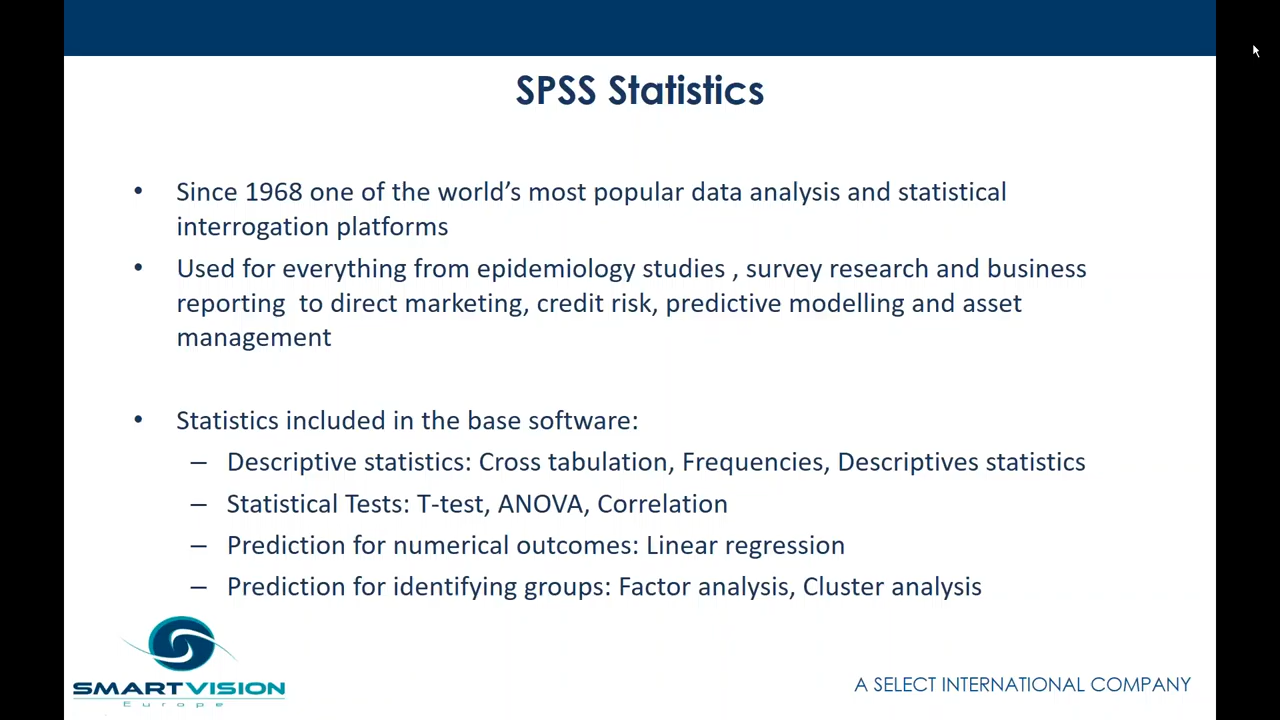 SPSS Statistics
• Since 1968 one of the world’s most popular data analysis and statistical
interrogation platforms
• Used for everything from epidemiology studies , survey research and business
reporting  to direct marketing, credit risk, predictive modelling and asset
management
• Statistics included in the base software:
– Descriptive statistics: Cross tabulation, Frequencies, Descriptives statistics
– Statistical Tests: T-test, ANOVA, Correlation
– Prediction for numerical outcomes: Linear regression
– Prediction for identifying groups: Factor analysis, Cluster analysis
SMARTVISION
Europe
A SELECT INTERNATIONAL COMPANY